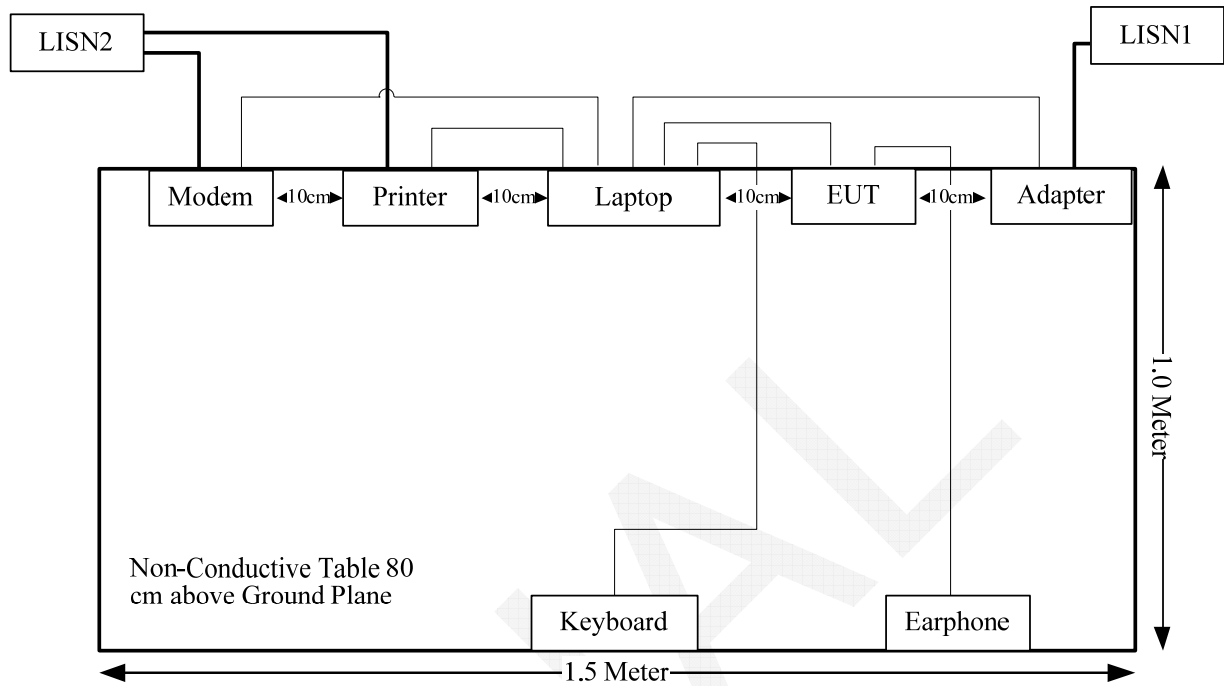 LISN2
LISN1
Modem
10cm
Printer
10cm
Laptop
10cm
EUT
10cm
Adapter
1.0 Meter
Non-Conductive Table 80
cm above Ground Plane
Keyboard
Earphone
1.5 Meter